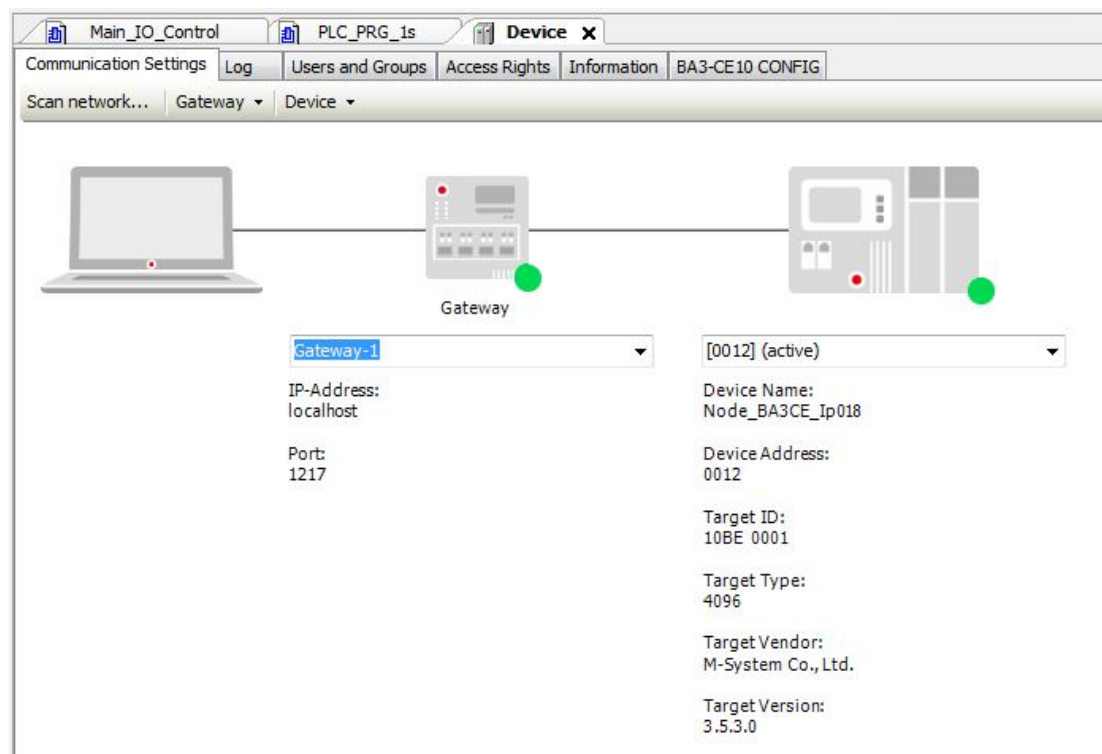 Main_IO_Control PLC_PRG_1s Device X
Communication Settings Log Users and Groups Access Rights Information BA3-CE10 CONFIG
Scan network... Gateway Device
Gateway
Gateway-1 [0012] (active)
IP-Address: Device Name:
localhost Node_BA3CE_Ip018
Port: Device Address:
1217 0012
Target ID:
10BE 0001
Target Type:
4096
Target Vendor:
M-System Co., Ltd.
Target Version:
3.5.3.0